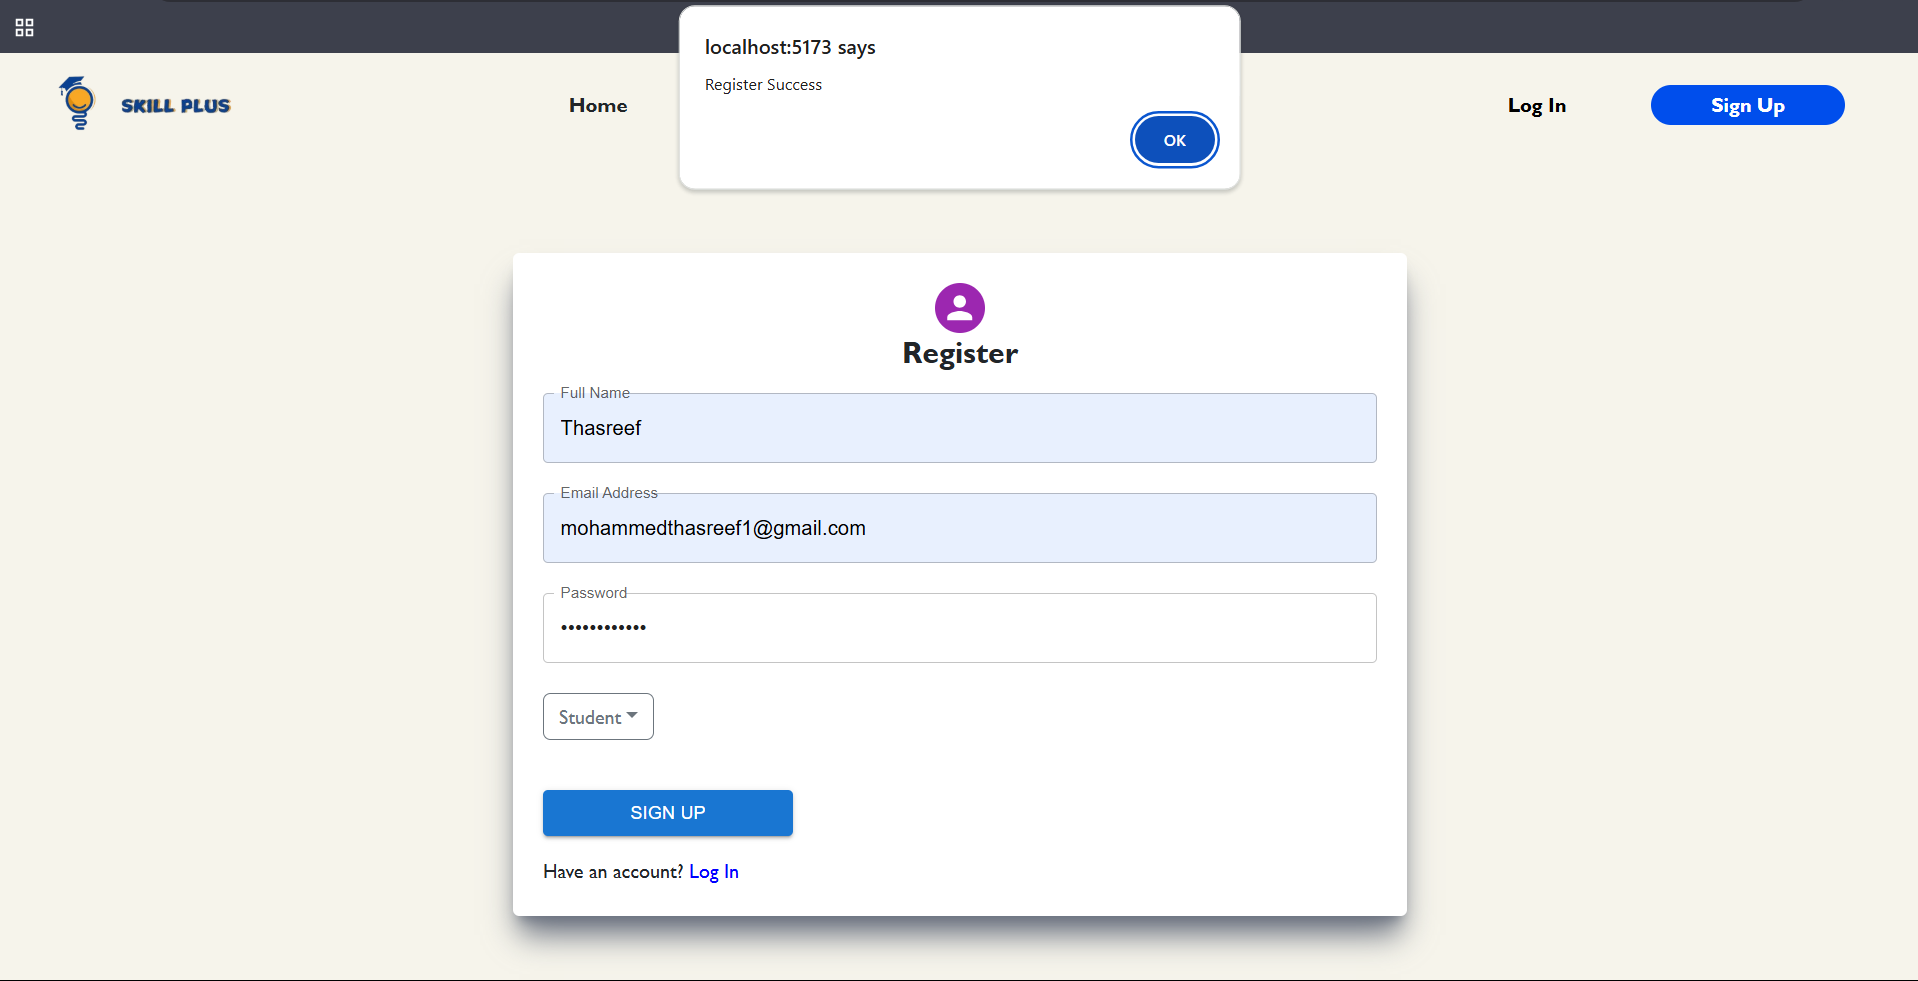 localhost:5173 says
Register Success
OK
SKILL PLUS
Home
Log In
Sign Up
Register
Full Name
Thasreef
Email Address
mohammedthasreef1@gmail.com
Password
••••••••••••
Student
SIGN UP
Have an account? Log In